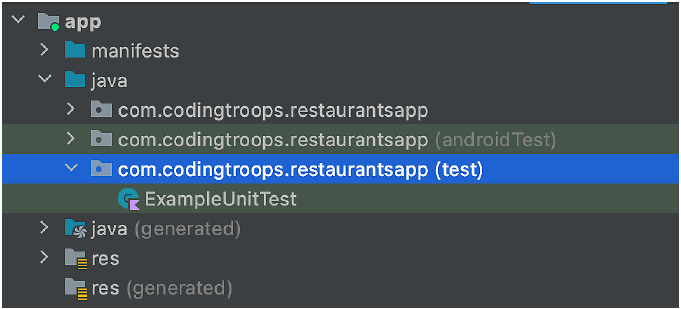 app
manifests
java
com.codingtroops.restaurantsapp
com.codingtroops.restaurantsapp (androidTest)
com.codingtroops.restaurantsapp (test)
ExampleUnitTest
java (generated)
res
res (generated)